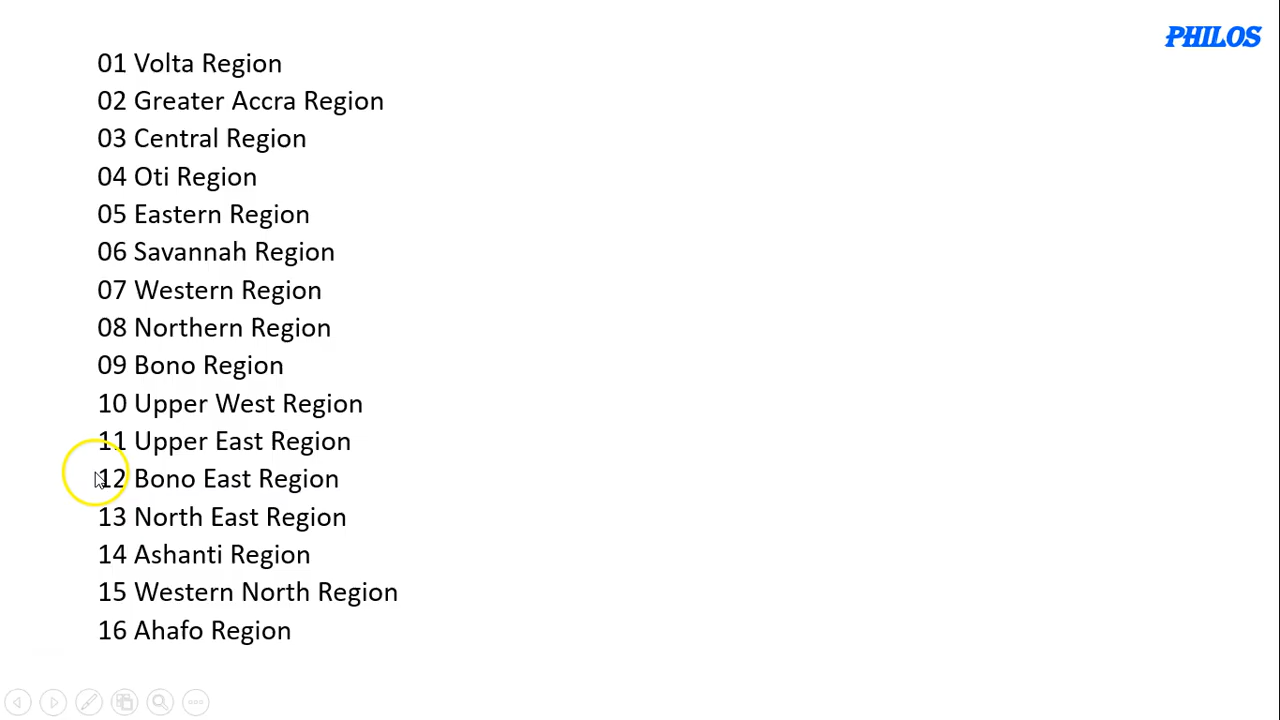 PHILOS
01 Volta Region
02 Greater Accra Region
03 Central Region
04 Oti Region
05 Eastern Region
06 Savannah Region
07 Western Region
08 Northern Region
09 Bono Region
10 Upper West Region
11 Upper East Region
12 Bono East Region
13 North East Region
14 Ashanti Region
15 Western North Region
16 Ahafo Region